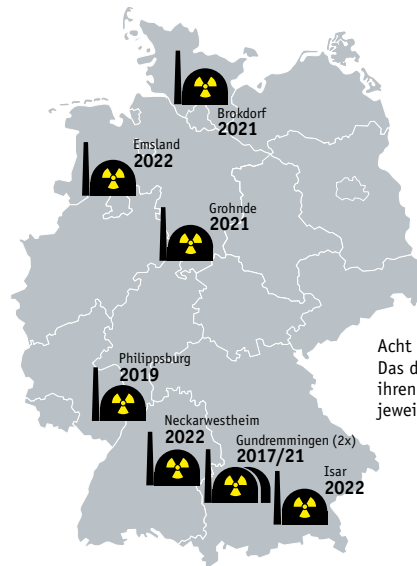 Brokdorf
2021
Emsland
2022
Grohnde
2021
Philippsburg
2019
Neckarwestheim
2022
Gundremmingen (2x)
2017/21
Isar
2022
Acht
Das d
ihren
jewei